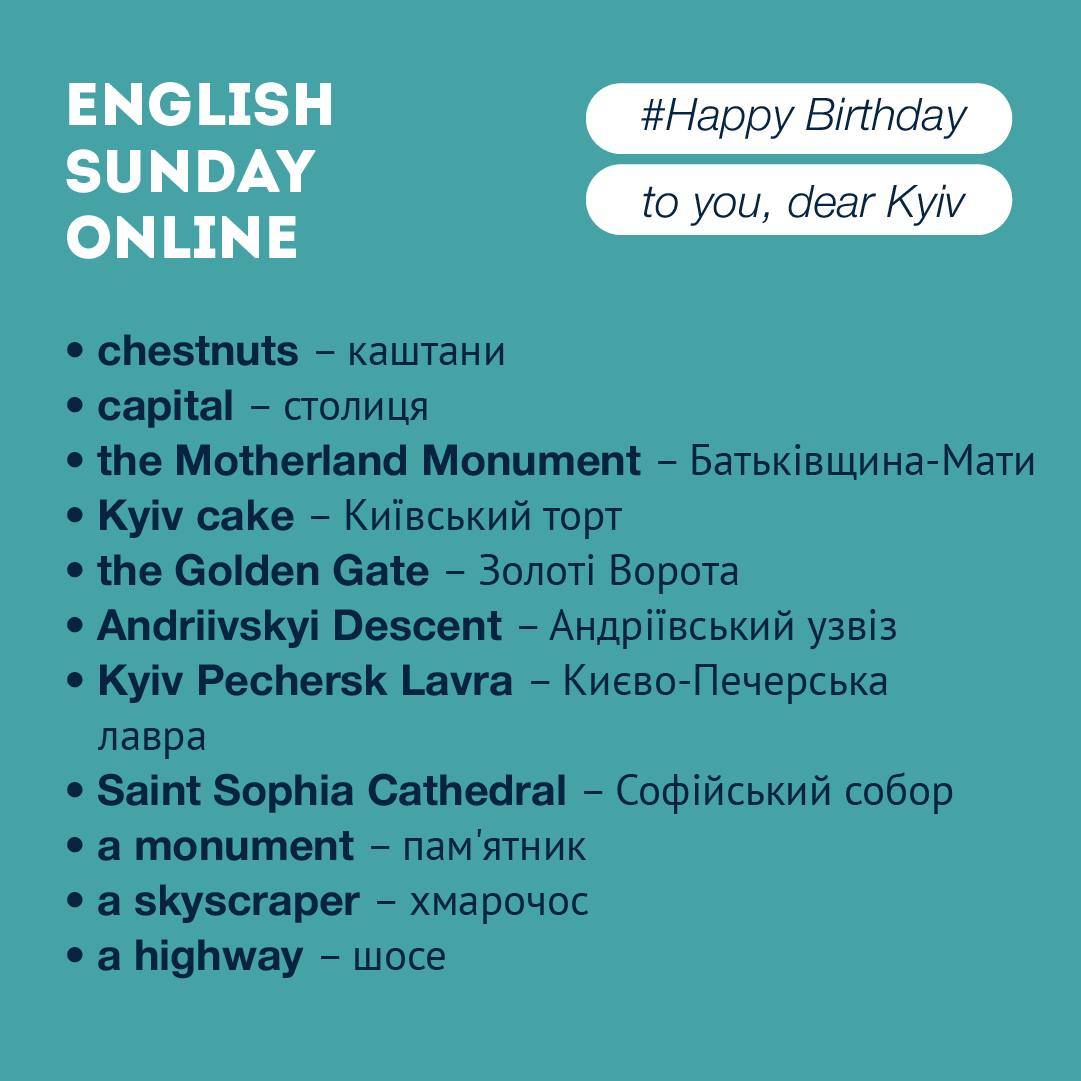 ENGLISH
SUNDAY
ONLINE
#Happy Birthday
to you, dear Kyiv
• chestnuts – каштани
• capital – столиця
• the Motherland Monument – Батьківщина-Мати
• Kyiv cake – Київський торт
• the Golden Gate – Золоті Ворота
• Andriivskyi Descent – Андріївський узвіз
• Kyiv Pechersk Lavra – Києво-Печерська
лавра
• Saint Sophia Cathedral – Софійський собор
• a monument – пам'ятник
• a skyscraper – хмарочос
• a highway – шосе